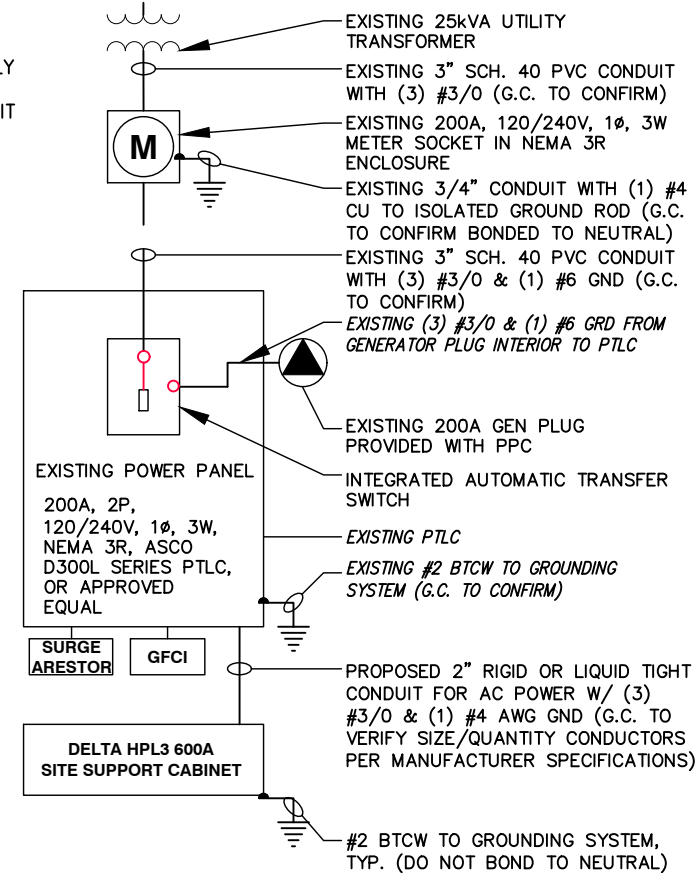 EXISTING 25kVA UTILITY
TRANSFORMER
LY
IT
EXISTING 3" SCH. 40 PVC CONDUIT
WITH (3) #3/0 (G.C. TO CONFIRM)
M
EXISTING 200A, 120/240V, 1ø, 3W
METER SOCKET IN NEMA 3R
ENCLOSURE
EXISTING 3/4" CONDUIT WITH (1) #4
CU TO ISOLATED GROUND ROD (G.C.
TO CONFIRM BONDED TO NEUTRAL)
EXISTING 3" SCH. 40 PVC CONDUIT
WITH (3) #3/0 & (1) #6 GND (G.C.
TO CONFIRM)
EXISTING (3) #3/0 & (1) #6 GRD FROM
GENERATOR PLUG INTERIOR TO PTLC
EXISTING 200A GEN PLUG
PROVIDED WITH PPC
INTEGRATED AUTOMATIC TRANSFER
SWITCH
EXISTING POWER PANEL
200A, 2P,
120/240V, 1ø, 3W,
NEMA 3R, ASCO
D300L SERIES PTLC,
OR APPROVED
EQUAL
EXISTING PTLC
EXISTING #2 BTCW TO GROUNDING
SYSTEM (G.C. TO CONFIRM)
SURGE
ARESTOR
GFCI
PROPOSED 2" RIGID OR LIQUID TIGHT
CONDUIT FOR AC POWER W/ (3)
#3/0 & (1) #4 AWG GND (G.C. TO
VERIFY SIZE/QUANTITY CONDUCTORS
PER MANUFACTURER SPECIFICATIONS)
DELTA HPL3 600A
SITE SUPPORT CABINET
#2 BTCW TO GROUNDING SYSTEM,
TYP. (DO NOT BOND TO NEUTRAL)